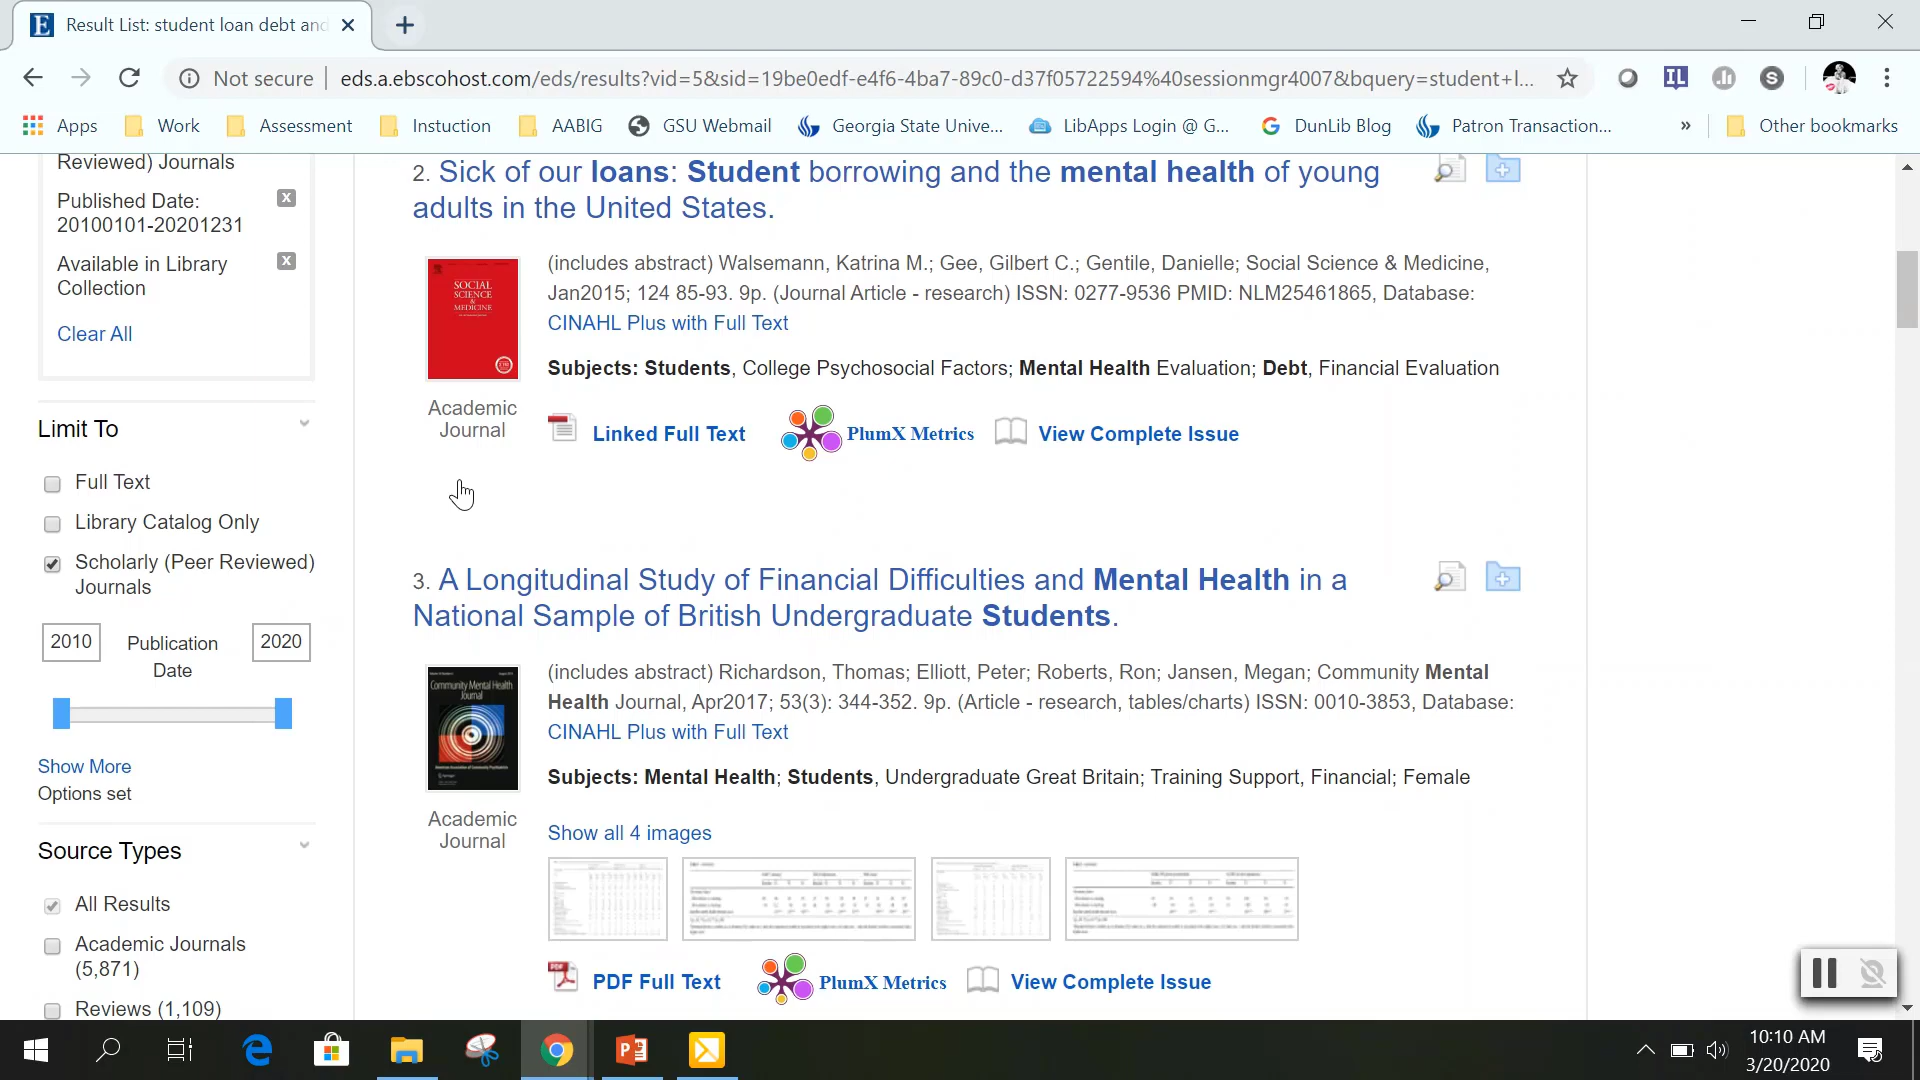 Result List: student loan debt and
Not secure
eds.a.ebscohost.com/eds/results?vid=5&sid=19be0edf-e4f6-4ba7-89c0-d37f05722594%40sessionmgr4007&bquery=student+l...
IL
S
Apps
Work
Assessment
Instuction
AABIG
GSU Webmail
Georgia State Unive...
LibApps Login @ G...
DunLib Blog
Patron Transaction...
»
Other bookmarks
Reviewed) Journals
Published Date:
20100101-20201231
Available in Library
Collection
Clear All
Limit To
Full Text
Library Catalog Only
Scholarly (Peer Reviewed)
Journals
2010
Publication
Date
2020
Show More
Options set
Source Types
All Results
Academic Journals
(5,871)
Reviews (1,109)
2. Sick of our loans: Student borrowing and the mental health of young
adults in the United States.
SOCIAL
SCIENCE
&
MEDICINE
Academic
Journal
(includes abstract) Walsemann, Katrina M.; Gee, Gilbert C.; Gentile, Danielle; Social Science & Medicine,
Jan2015; 124 85-93. 9p. (Journal Article - research) ISSN: 0277-9536 PMID: NLM25461865, Database:
CINAHL Plus with Full Text
Subjects: Students, College Psychosocial Factors; Mental Health Evaluation; Debt, Financial Evaluation
Linked Full Text
PlumX Metrics
View Complete Issue
3. A Longitudinal Study of Financial Difficulties and Mental Health in a
National Sample of British Undergraduate Students.
Community Mental
Health Journal
Academic
Journal
(includes abstract) Richardson, Thomas; Elliott, Peter; Roberts, Ron; Jansen, Megan; Community Mental
Health Journal, Apr2017; 53(3): 344-352. 9p. (Article - research, tables/charts) ISSN: 0010-3853, Database:
CINAHL Plus with Full Text
Subjects: Mental Health; Students, Undergraduate Great Britain; Training Support, Financial; Female
Show all 4 images
PDF Full Text
PlumX Metrics
View Complete Issue
10:10 AM
3/20/2020